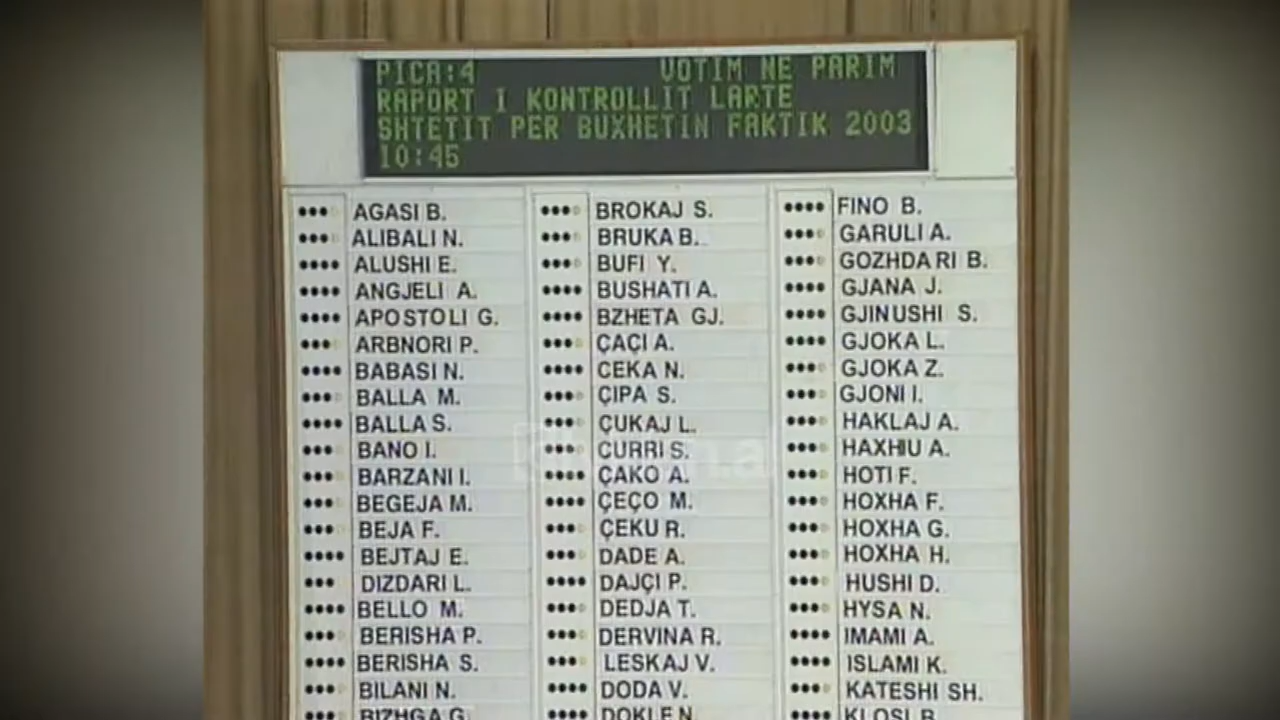 PICA:4 VOTIM NE PARIM
RAPORT I KONTROLLIT LARTE
SHTETIT PER BUXHETIN FAKTIK 2003
10:45
AGASI B.
ALIBALI N.
ALUSHI E.
ANGJELI A.
APOSTOLI G.
ARBNORI P.
BABASI N.
BALLA M.
BALLA S.
BANO I.
BARZANI I.
BEGEJA M.
BEJA F.
BEJTAJ E.
DIZDARI L.
BELLO M.
BERISHA P.
BERISHA S.
BILANI N.
BIZHGA G.
BROKAJ S.
BRUKA B.
BUFI Y.
BUSHATI A.
BZHETA GJ.
ÇAÇI A.
CEKA N.
ÇIPA S.
ÇUKAJ L.
CURRI S.
ÇAKO A.
ÇEÇO M.
ÇEKU R.
DADE A.
DAJÇI P.
DEDJA T.
DERVINA R.
LESKAJ V.
DODA V.
DOKLE N.
FINO B.
GARULI A.
GOZHDARI B.
GJANA J.
GJINUSHI S.
GJOKA L.
GJOKA Z.
GJONI I.
HAKLAJ A.
HAXHIU A.
HOTI F.
HOXHA F.
HOXHA G.
HOXHA H.
HUSHI D.
HYSA N.
IMAMI A.
ISLAMI K.
KATESHI SH.
KLOSI B.